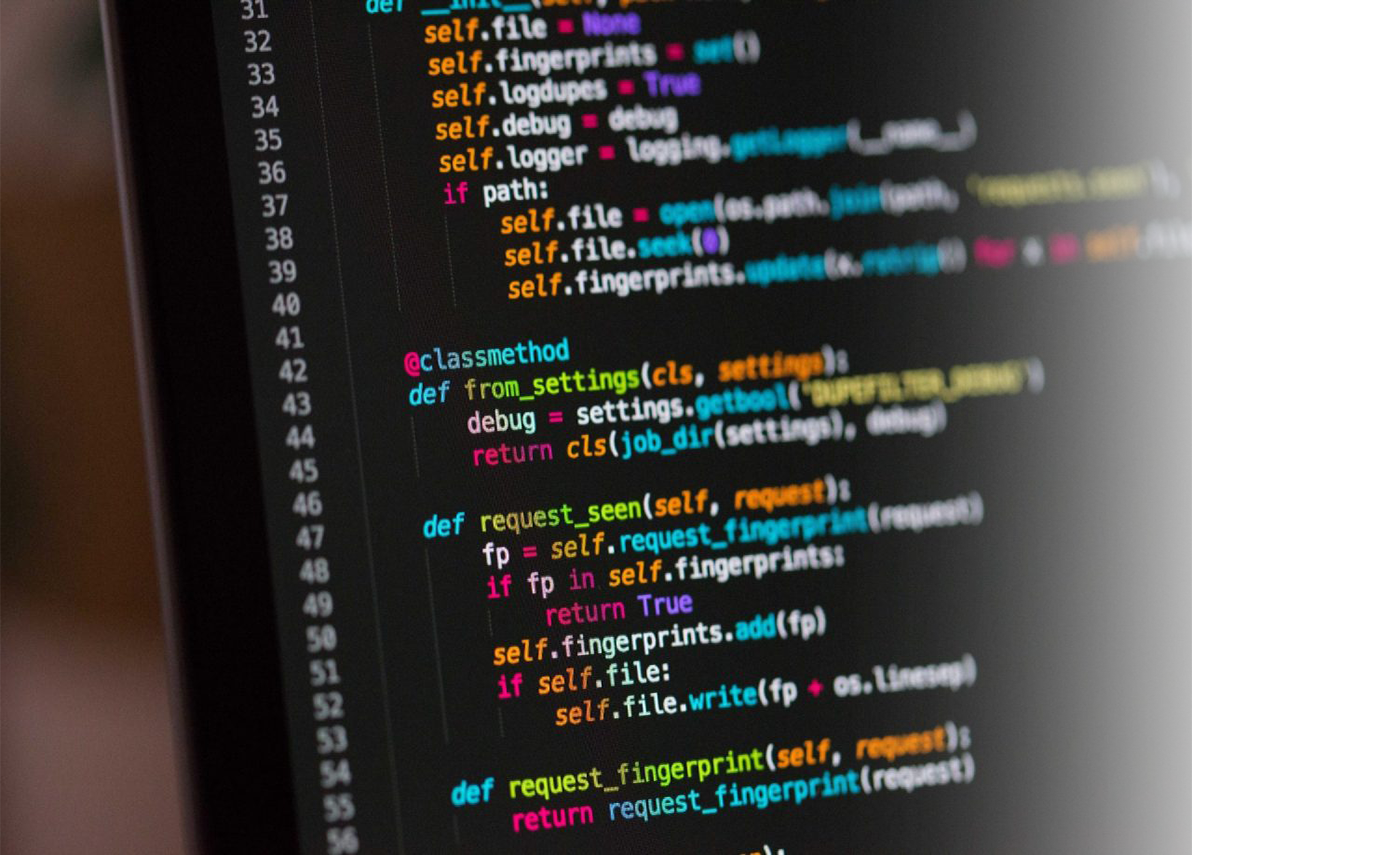 31 def __init__(self,
32 self.file = None
33 self.fingerprints = set()
34 self.logdupes = True
35 self.debug = debug
36 self.logger = logging.getLogger(__name__)
37 if path:
38 self.file = open(os.path.join(path,
39 self.file.seek(0)
40 self.fingerprints.update(x.rstrip() for x in self
41
42 @classmethod
43 def from_settings(cls, settings):
44 debug = settings.getbool('DUPEFILTER_DEBUG')
45 return cls(job_dir(settings), debug)
46
47 def request_seen(self, request):
48 fp = self.request_fingerprint(request)
49 if fp in self.fingerprints:
50 return True
51 self.fingerprints.add(fp)
52 if self.file:
53 self.file.write(fp + os.linesep)
54
55 def request_fingerprint(self, request):
56 return request_fingerprint(request)